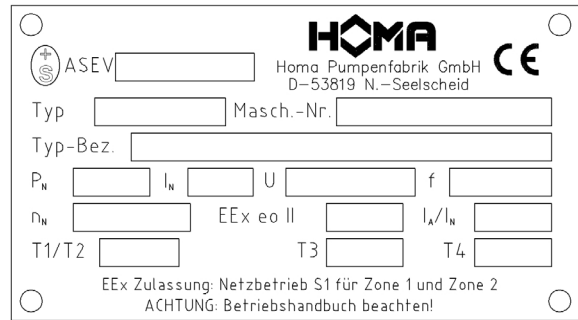 HOMA
+S ASEV
Homa Pumpenfabrik GmbH CE
D-53819 N.-Seelscheid
Typ Masch.-Nr.
Typ-Bez.
PN IN U f
nN EEx eo II IA/IN
T1/T2 T3 T4
EEx Zulassung: Netzbetrieb S1 für Zone 1 und Zone 2
ACHTUNG: Betriebshandbuch beachten!